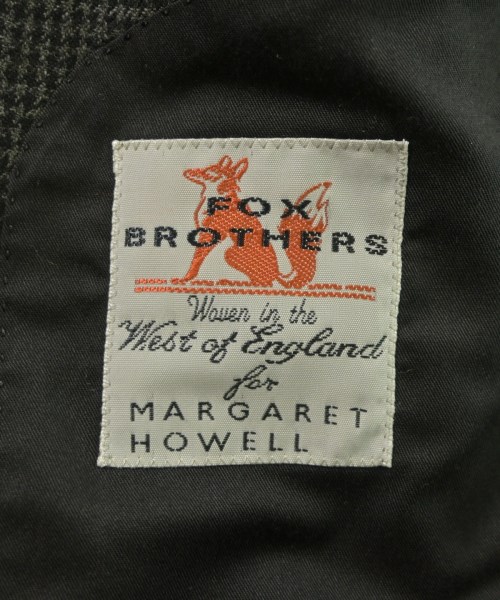 FOX
BROTHERS
Woven in the
West of England
for
MARGARET
HOWELL